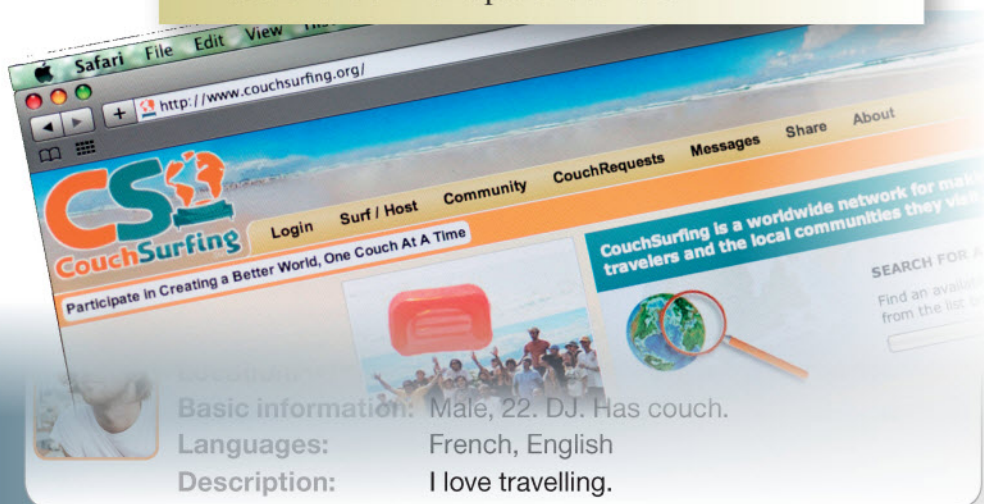 Safari File Edit View
http://www.couchsurfing.org/
CS
CouchSurfing
Login Surf / Host Community CouchRequests Messages Share About
Participate in Creating a Better World, One Couch At A Time
CouchSurfing is a worldwide network for
travelers and the local communities they visit
SEARCH FOR A
Find an
from the list
Basic information: Male, 22. DJ. Has couch.
Languages: French, English
Description: I love travelling.